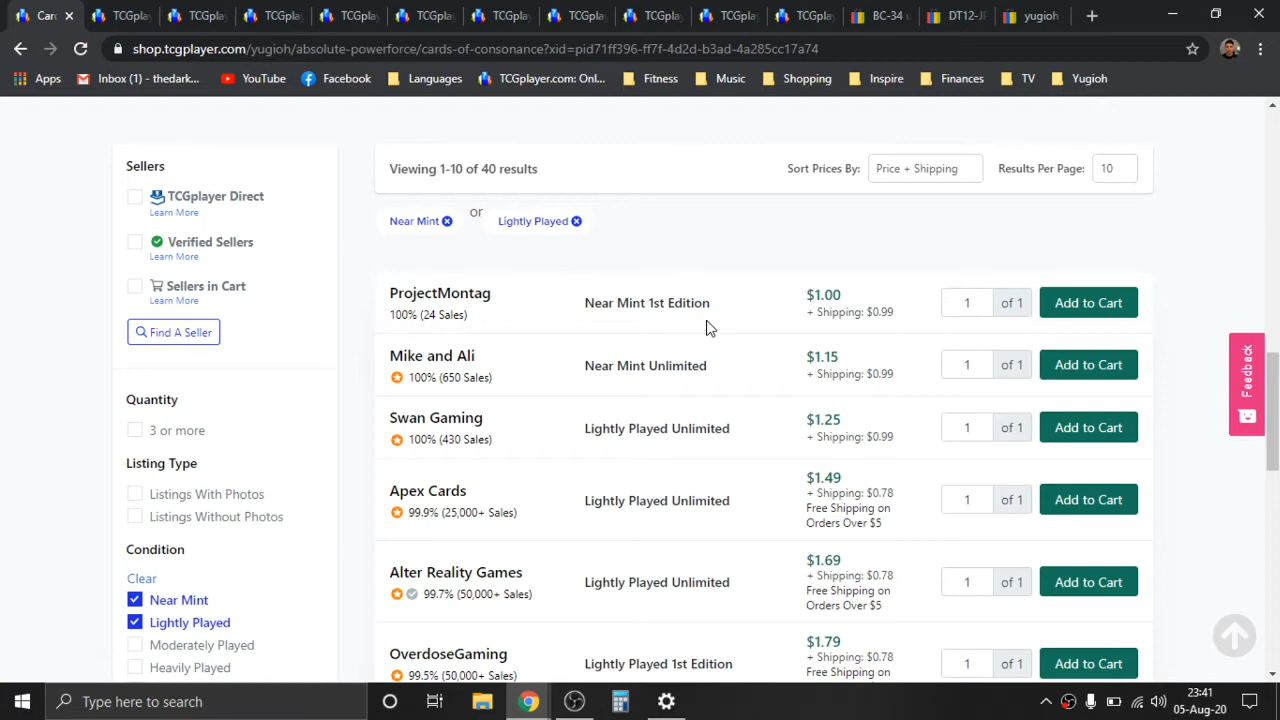 Car
TCGpl
TCGpl
TCGpl
TCGpl
TCGpl
TCGpl
TCGpl
TCGpl
TCGpl
TCGpl
BC-34 u
DT12-JP
yugioh
shop.tcgplayer.com/yugioh/absolute-powerforce/cards-of-consonance?xid=pid71ff396-ff7f-4d2d-b3ad-4a285cc17a74
Apps
Inbox (1) - thedark...
YouTube
Facebook
Languages
TCGplayer.com: Onl...
Fitness
Music
Shopping
Inspire
Finances
TV
Yugioh
Sellers
TCGplayer Direct
Learn More
Verified Sellers
Learn More
Sellers in Cart
Learn More
Find A Seller
Quantity
3 or more
Listing Type
Listings With Photos
Listings Without Photos
Condition
Clear
Near Mint
Lightly Played
Moderately Played
Heavily Played
Viewing 1-10 of 40 results
Sort Prices By: Price + Shipping
Results Per Page: 10
Near Mint or Lightly Played
ProjectMontag
100% (24 Sales)
Near Mint 1st Edition
$1.00
+ Shipping: $0.99
1 of 1
Add to Cart
Mike and Ali
100% (650 Sales)
Near Mint Unlimited
$1.15
+ Shipping: $0.99
1 of 1
Add to Cart
Swan Gaming
100% (430 Sales)
Lightly Played Unlimited
$1.25
+ Shipping: $0.99
1 of 1
Add to Cart
Apex Cards
99.9% (25,000+ Sales)
Lightly Played Unlimited
$1.49
+ Shipping: $0.78
Free Shipping on
Orders Over $5
1 of 1
Add to Cart
Alter Reality Games
99.7% (50,000+ Sales)
Lightly Played Unlimited
$1.69
+ Shipping: $0.78
Free Shipping on
Orders Over $5
1 of 1
Add to Cart
OverdoseGaming
99.5% (50,000+ Sales)
Lightly Played 1st Edition
$1.79
+ Shipping: $0.78
Free Shipping on
1 of 1
Add to Cart
Feedback
Type here to search
23:41
05-Aug-20